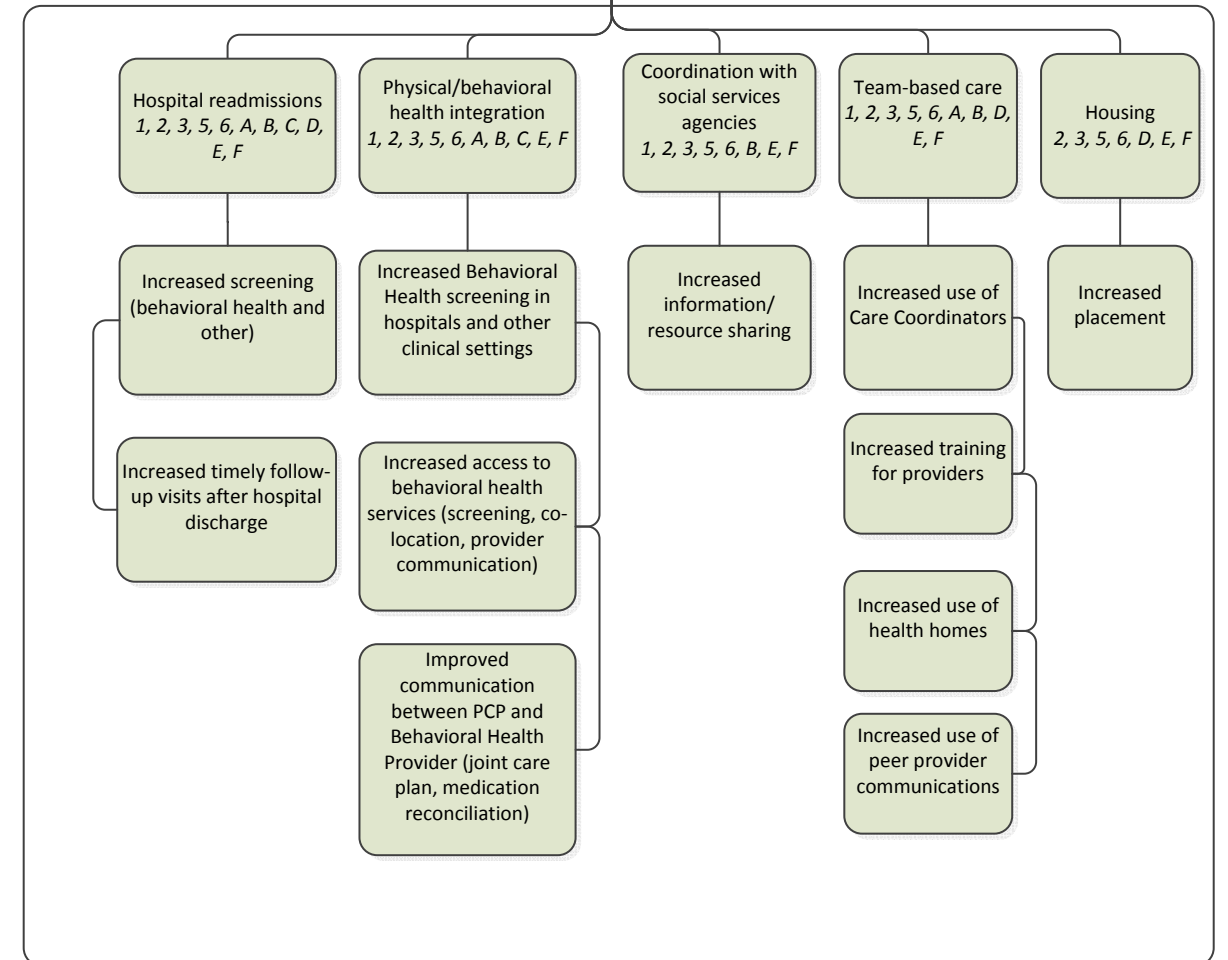 Hospital readmissions
1, 2, 3, 5, 6, A, B, C, D,
E, F
Physical/behavioral
health integration
1, 2, 3, 5, 6, A, B, C, E, F
Coordination with
social services
agencies
1, 2, 3, 5, 6, B, E, F
Team-based care
1, 2, 3, 5, 6, A, B, D,
E, F
Housing
2, 3, 5, 6, D, E, F
Increased screening
(behavioral health and
other)
Increased Behavioral
Health screening in
hospitals and other
clinical settings
Increased
information/
resource sharing
Increased use of
Care Coordinators
Increased
placement
Increased timely follow-
up visits after hospital
discharge
Increased access to
behavioral health
services (screening, co-
location, provider
communication)
Increased training
for providers
Improved
communication
between PCP and
Behavioral Health
Provider (joint care
plan, medication
reconciliation)
Increased use of
health homes
Increased use of
peer provider
communications